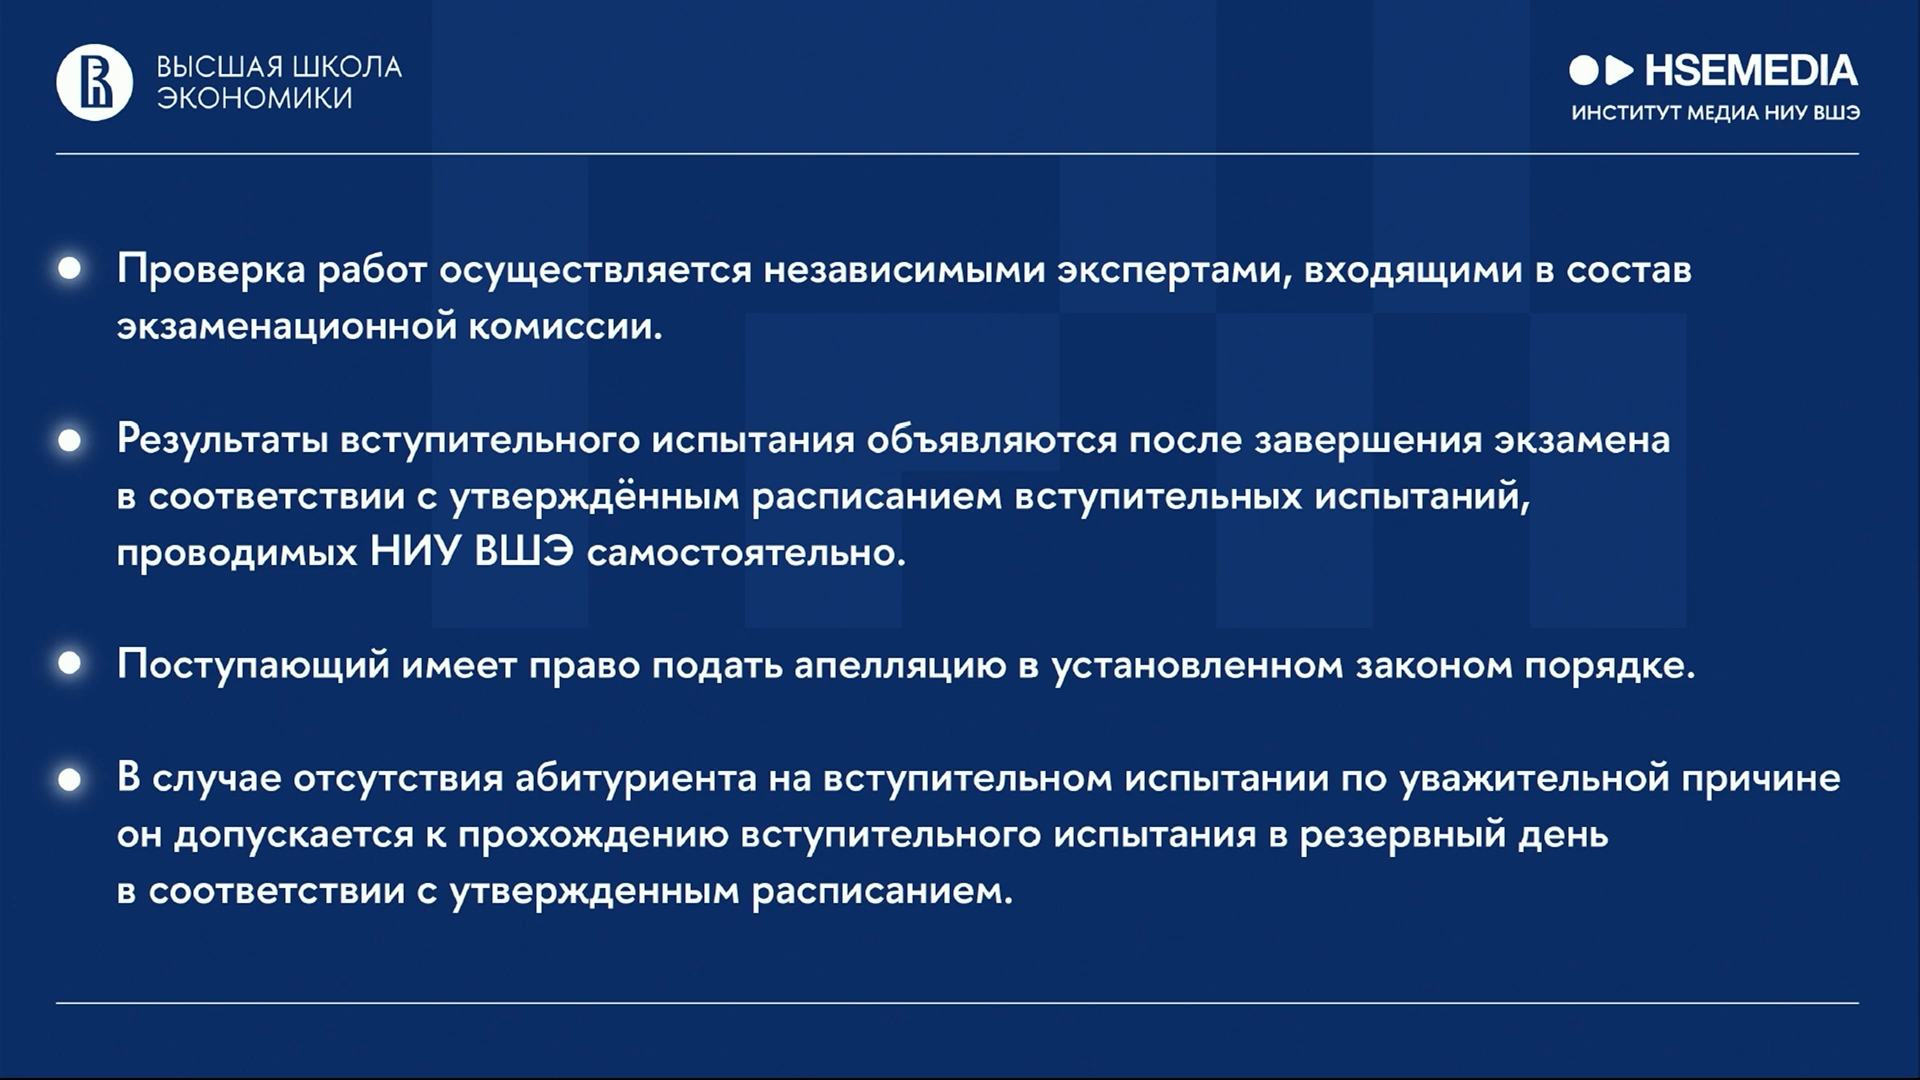 ВЫСШАЯ ШКОЛА
ЭКОНОМИКИ
HSEMEDIA
ИНСТИТУТ МЕДИА НИУ ВШЭ
Проверка работ осуществляется независимыми экспертами, входящими в состав
экзаменационной комиссии.
Результаты вступительного испытания объявляются после завершения экзамена
в соответствии с утверждённым расписанием вступительных испытаний,
проводимых НИУ ВШЭ самостоятельно.
Поступающий имеет право подать апелляцию в установленном законом порядке.
В случае отсутствия абитуриента на вступительном испытании по уважительной причине
он допускается к прохождению вступительного испытания в резервный день
в соответствии с утвержденным расписанием.